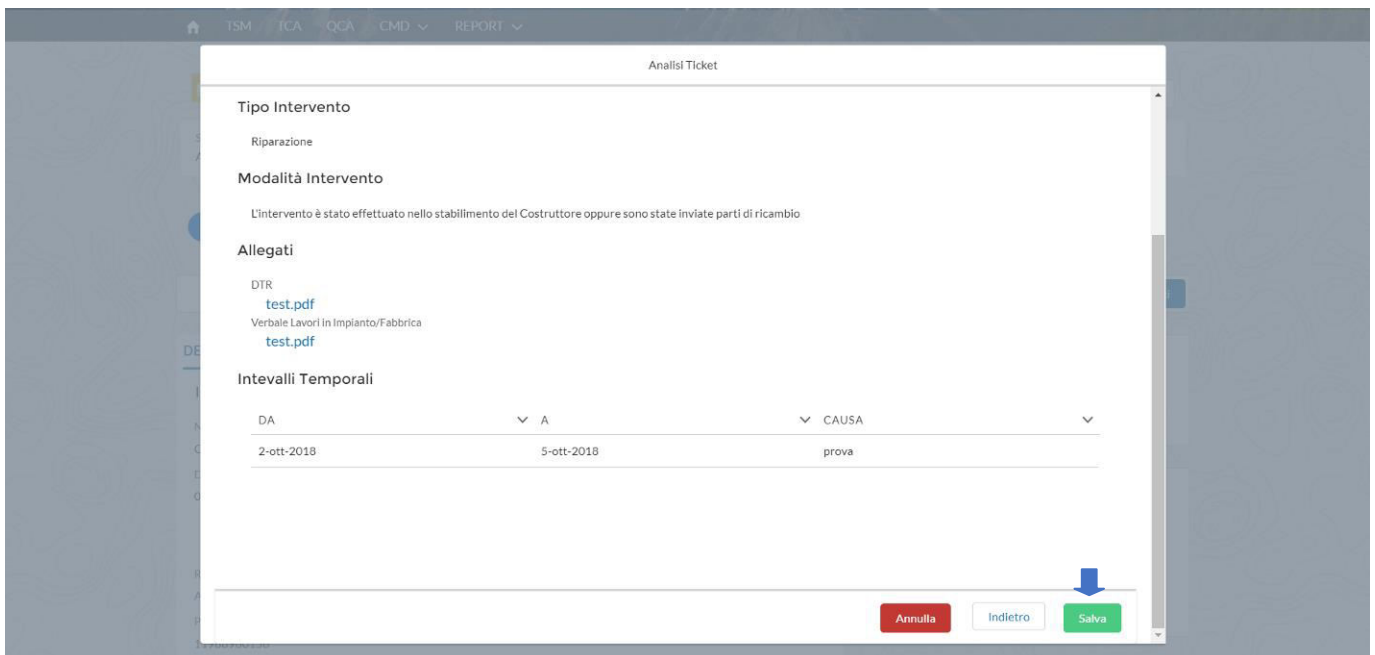 TSM TCA QCA CMD REPORT
Analisi Ticket
Tipo Intervento
Riparazione
Modalità Intervento
L'intervento è stato effettuato nello stabilimento del Costruttore oppure sono state inviate parti di ricambio
Allegati
DTR
test.pdf
Verbale Lavori in Impianto/Fabbrica
test.pdf
DE
Intevalli Temporali
DA A CAUSA
2-ott-2018 5-ott-2018 prova
Annulla Indietro Salva